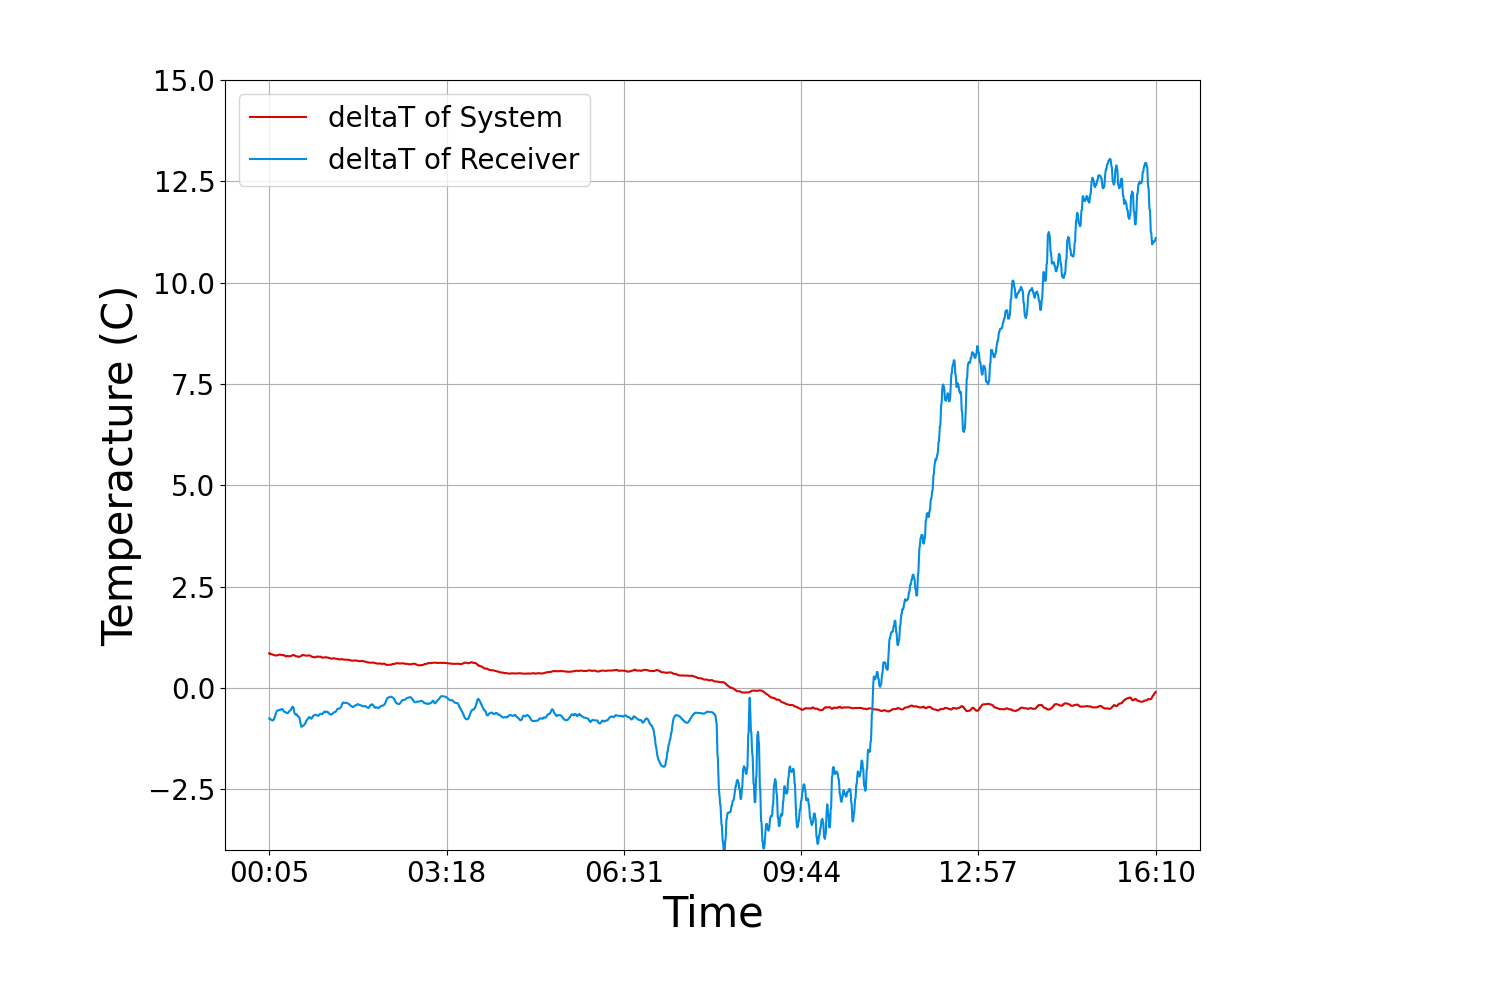 deltaT of System
deltaT of Receiver
15.0
12.5
10.0
7.5
5.0
2.5
0.0
−2.5
Temperacture (C)
00:05 03:18 06:31 09:44 12:57 16:10
Time